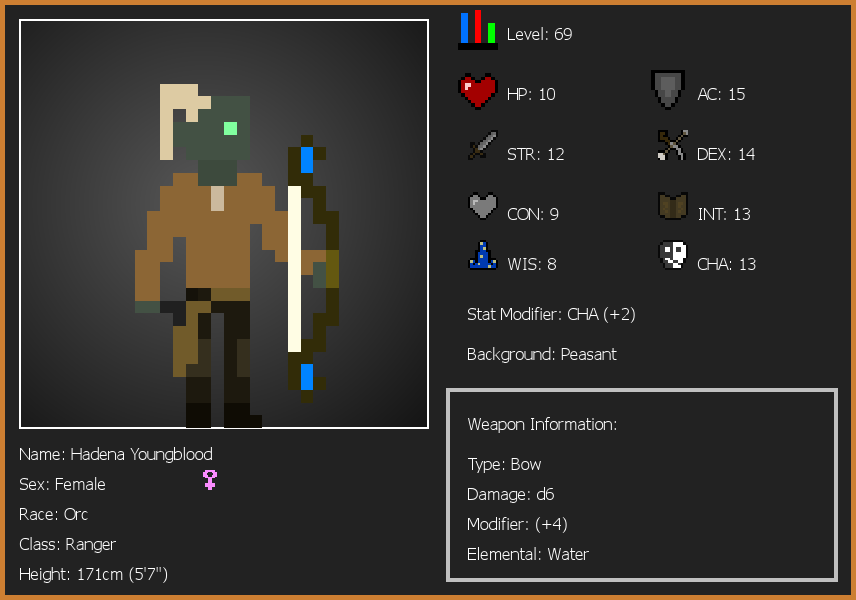 Level: 69
HP: 10
AC: 15
STR: 12
DEX: 14
CON: 9
INT: 13
WIS: 8
CHA: 13
Stat Modifier: CHA (+2)
Background: Peasant
Weapon Information:
Type: Bow
Damage: d6
Modifier: (+4)
Elemental: Water
Name: Hadena Youngblood
Sex: Female
Race: Orc
Class: Ranger
Height: 171cm (5'7")